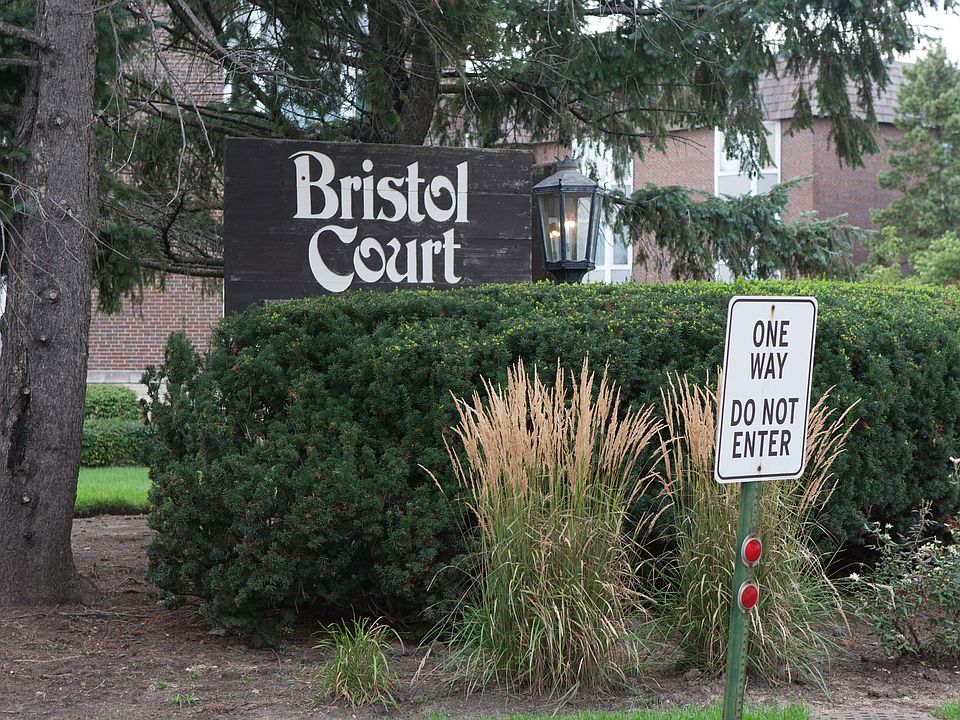 Bristol
Court
ONE
WAY
DO NOT
ENTER